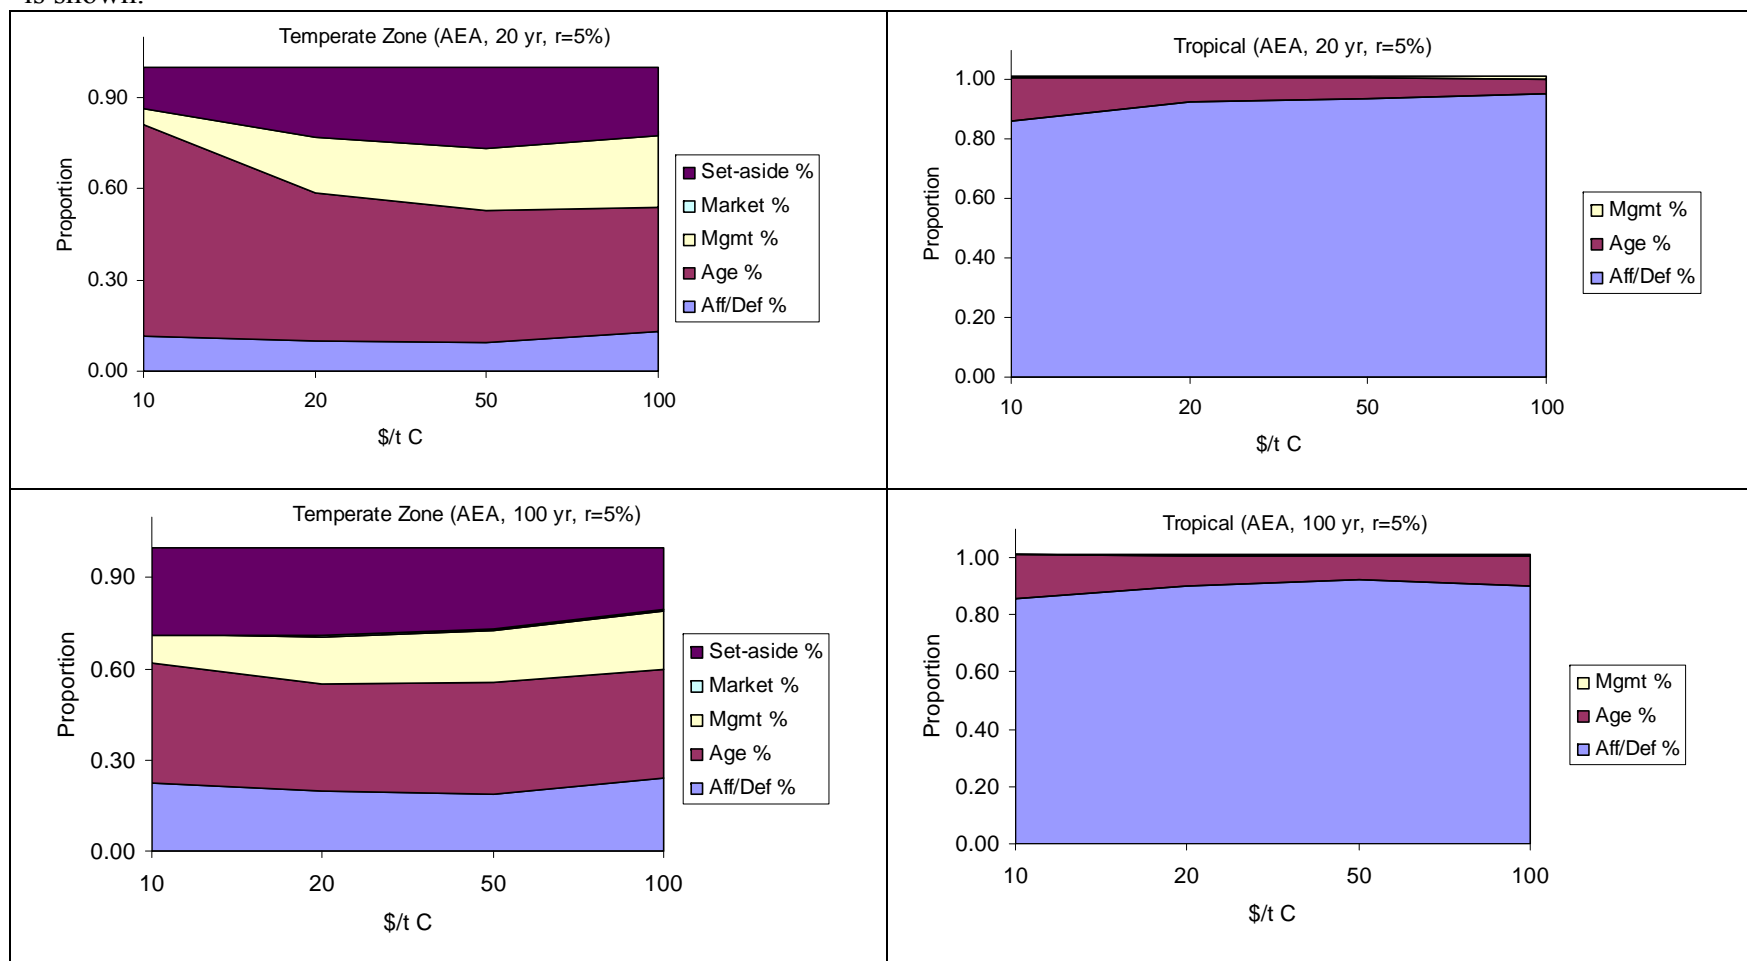 is shown.
Temperate Zone (AEA, 20 yr, r=5%)
0.90
0.60
0.30
0.00
Proportion
10 20 50 100
$/t C
Set-aside %
Market %
Mgmt %
Age %
Aff/Def %
Tropical (AEA, 20 yr, r=5%)
1.00
0.80
0.60
0.40
0.20
0.00
Proportion
10 20 50 100
$/t C
Mgmt %
Age %
Aff/Def %
Temperate Zone (AEA, 100 yr, r=5%)
0.90
0.60
0.30
0.00
Proportion
10 20 50 100
$/t C
Set-aside %
Market %
Mgmt %
Age %
Aff/Def %
Tropical (AEA, 100 yr, r=5%)
1.00
0.80
0.60
0.40
0.20
0.00
Proportion
10 20 50 100
$/t C
Mgmt %
Age %
Aff/Def %